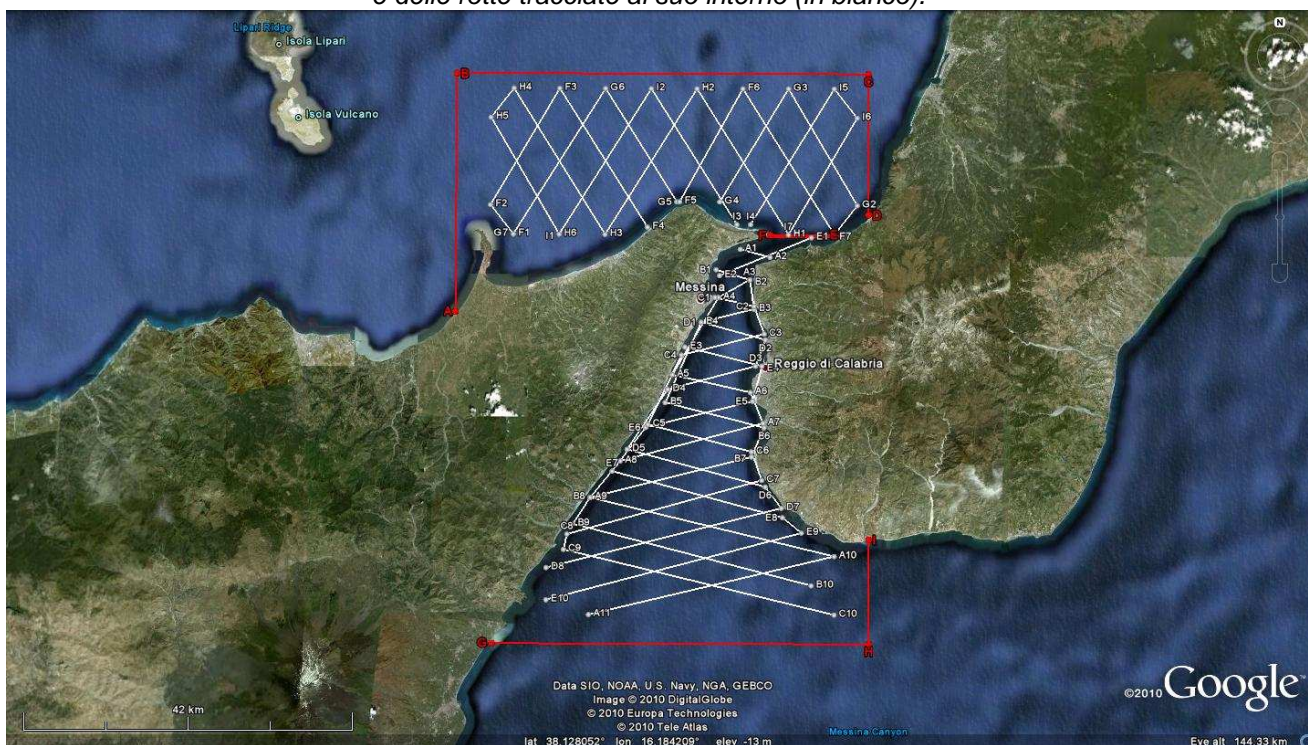 e delle rotte tracciate al suo interno (in bianco).
Lipari Ridge
Isola Lipari
N
B
C
H4 F3 G6 I2 H2 F6 G3 I5
Isola Vulcano
H5
I6
F2
G5 F5 G4
G2
D
G7 F1 I1 H6 H3 F4
I3 I4 I7
F H1 E1 E F7
A1
A2
B1
E2 A3
B2
Messina
C1 A4
C2 B3
A
D1 B4
C3
E3
D2
C4
D3
Reggio di Calabria
A5
D4
A6
B5
E5
E6 C5
A7
B6
D5
C6
E7 A8
B7
C7
D6
B8 A9
D7
B9
E8
C8
E9
I
C9
A10
D8
B10
E10
A11
C10
G
H
Data SIO, NOAA, U.S. Navy, NGA, GEBCO
Image © 2010 DigitalGlobe
© 2010 Europa Technologies
© 2010 Tele Atlas
©2010 Google
42 km
Messina Canyon
lat 38.128052° lon 16.184209° elev -13 m
Eye alt 144.33 km